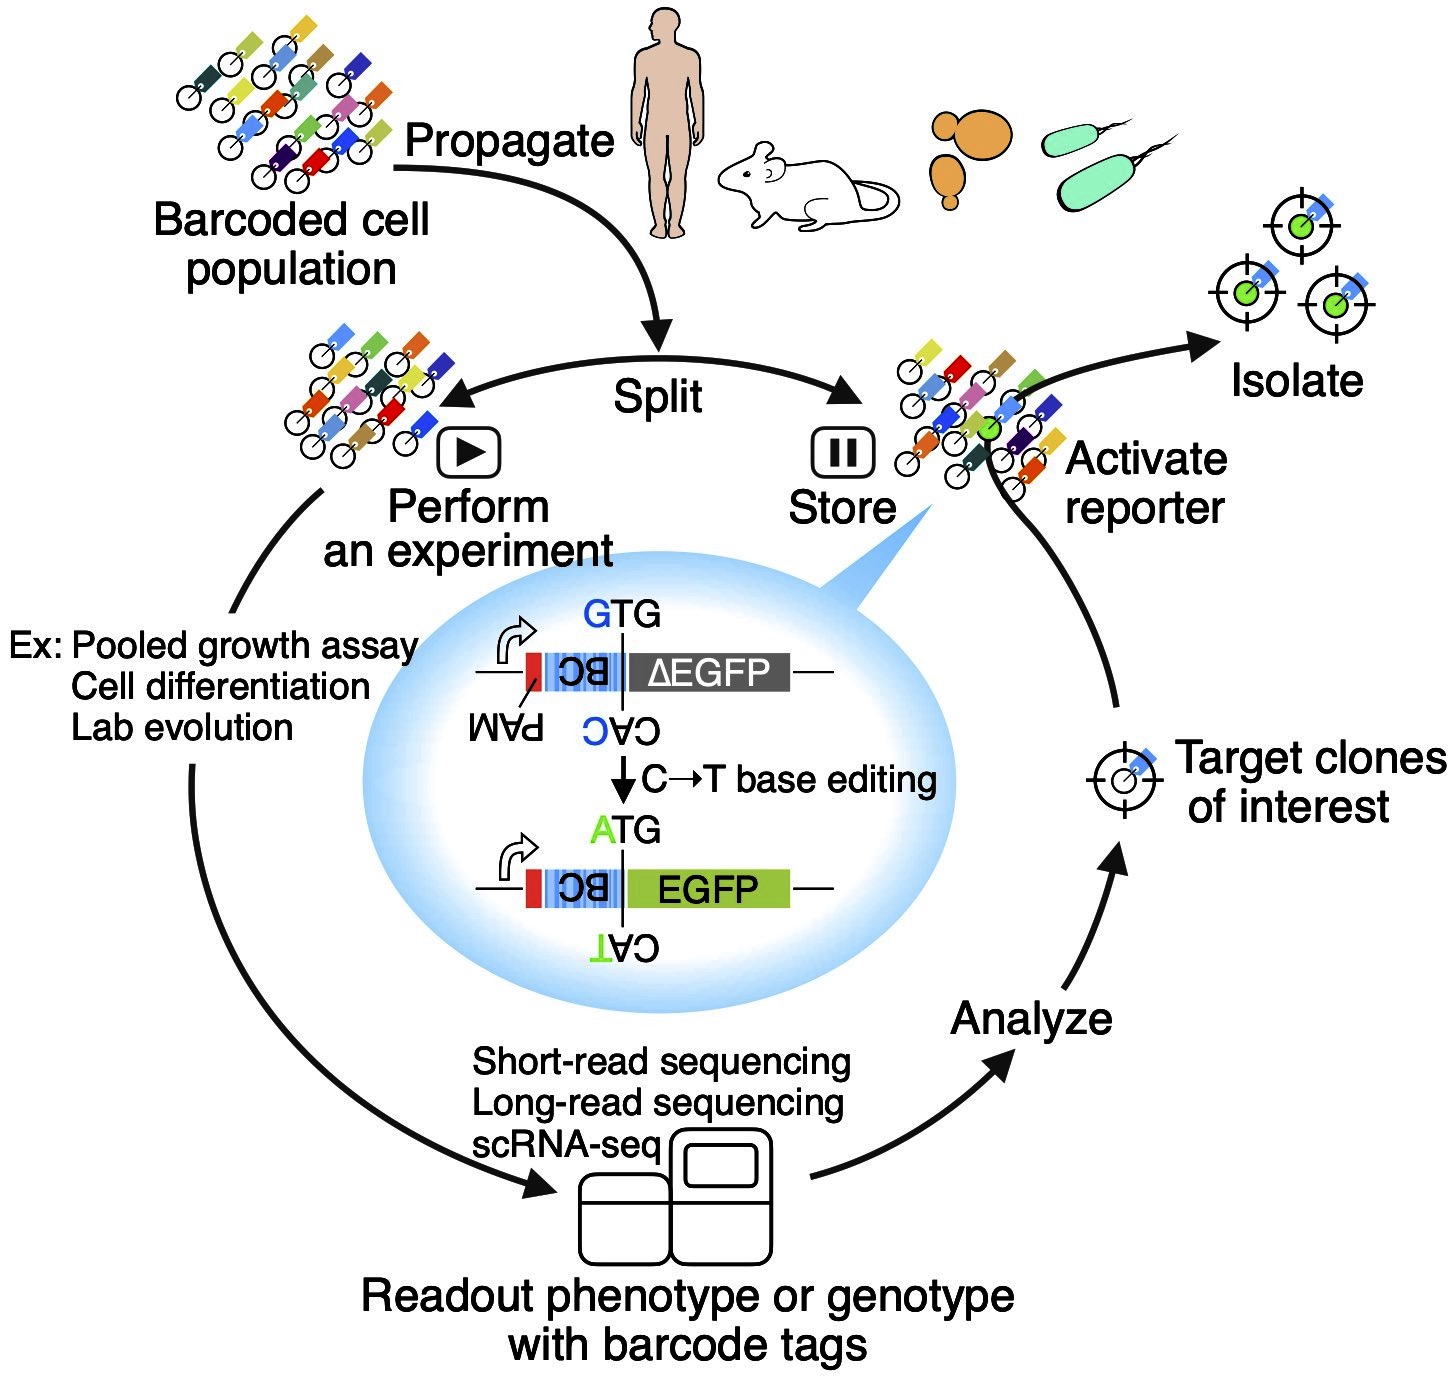 Propagate
Barcoded cell
population
Split
Isolate
Perform
an experiment
Store
Activate
reporter
Ex: Pooled growth assay
Cell differentiation
Lab evolution
GTG
BC
ΔEGFP
PAM
CAC
C→T base editing
ATG
BC
EGFP
CAT
Target clones
of interest
Analyze
Short-read sequencing
Long-read sequencing
scRNA-seq
Readout phenotype or genotype
with barcode tags